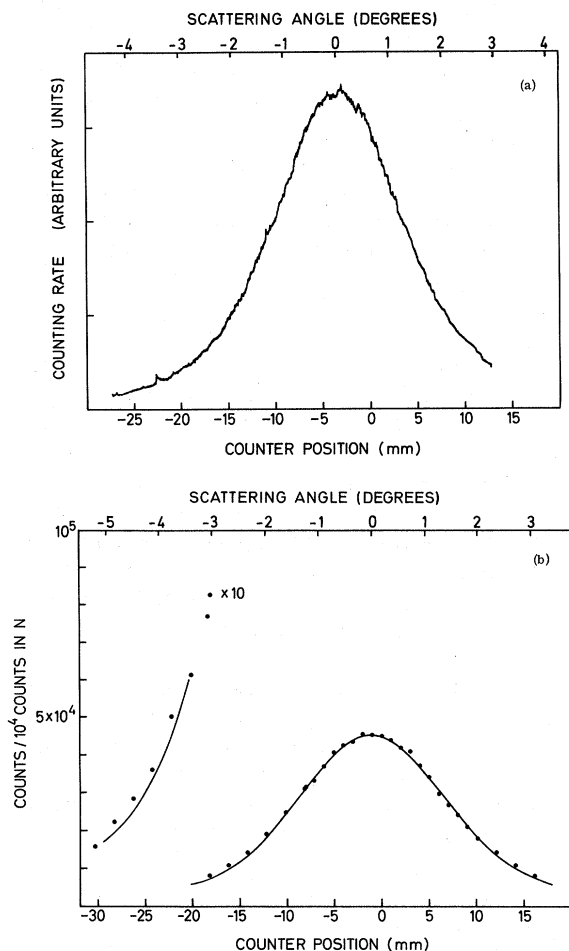 SCATTERING ANGLE (DEGREES)
-4 -3 -2 -1 0 1 2 3 4
(a)
COUNTING RATE (ARBITRARY UNITS)
-25 -20 -15 -10 -5 0 5 10 15
COUNTER POSITION (mm)
SCATTERING ANGLE (DEGREES)
-5 -4 -3 -2 -1 0 1 2 3
10⁵
(b)
x10
5x10⁴
COUNTS / 10⁴ COUNTS IN N
-30 -25 -20 -15 -10 -5 0 5 10 15
COUNTER POSITION (mm)